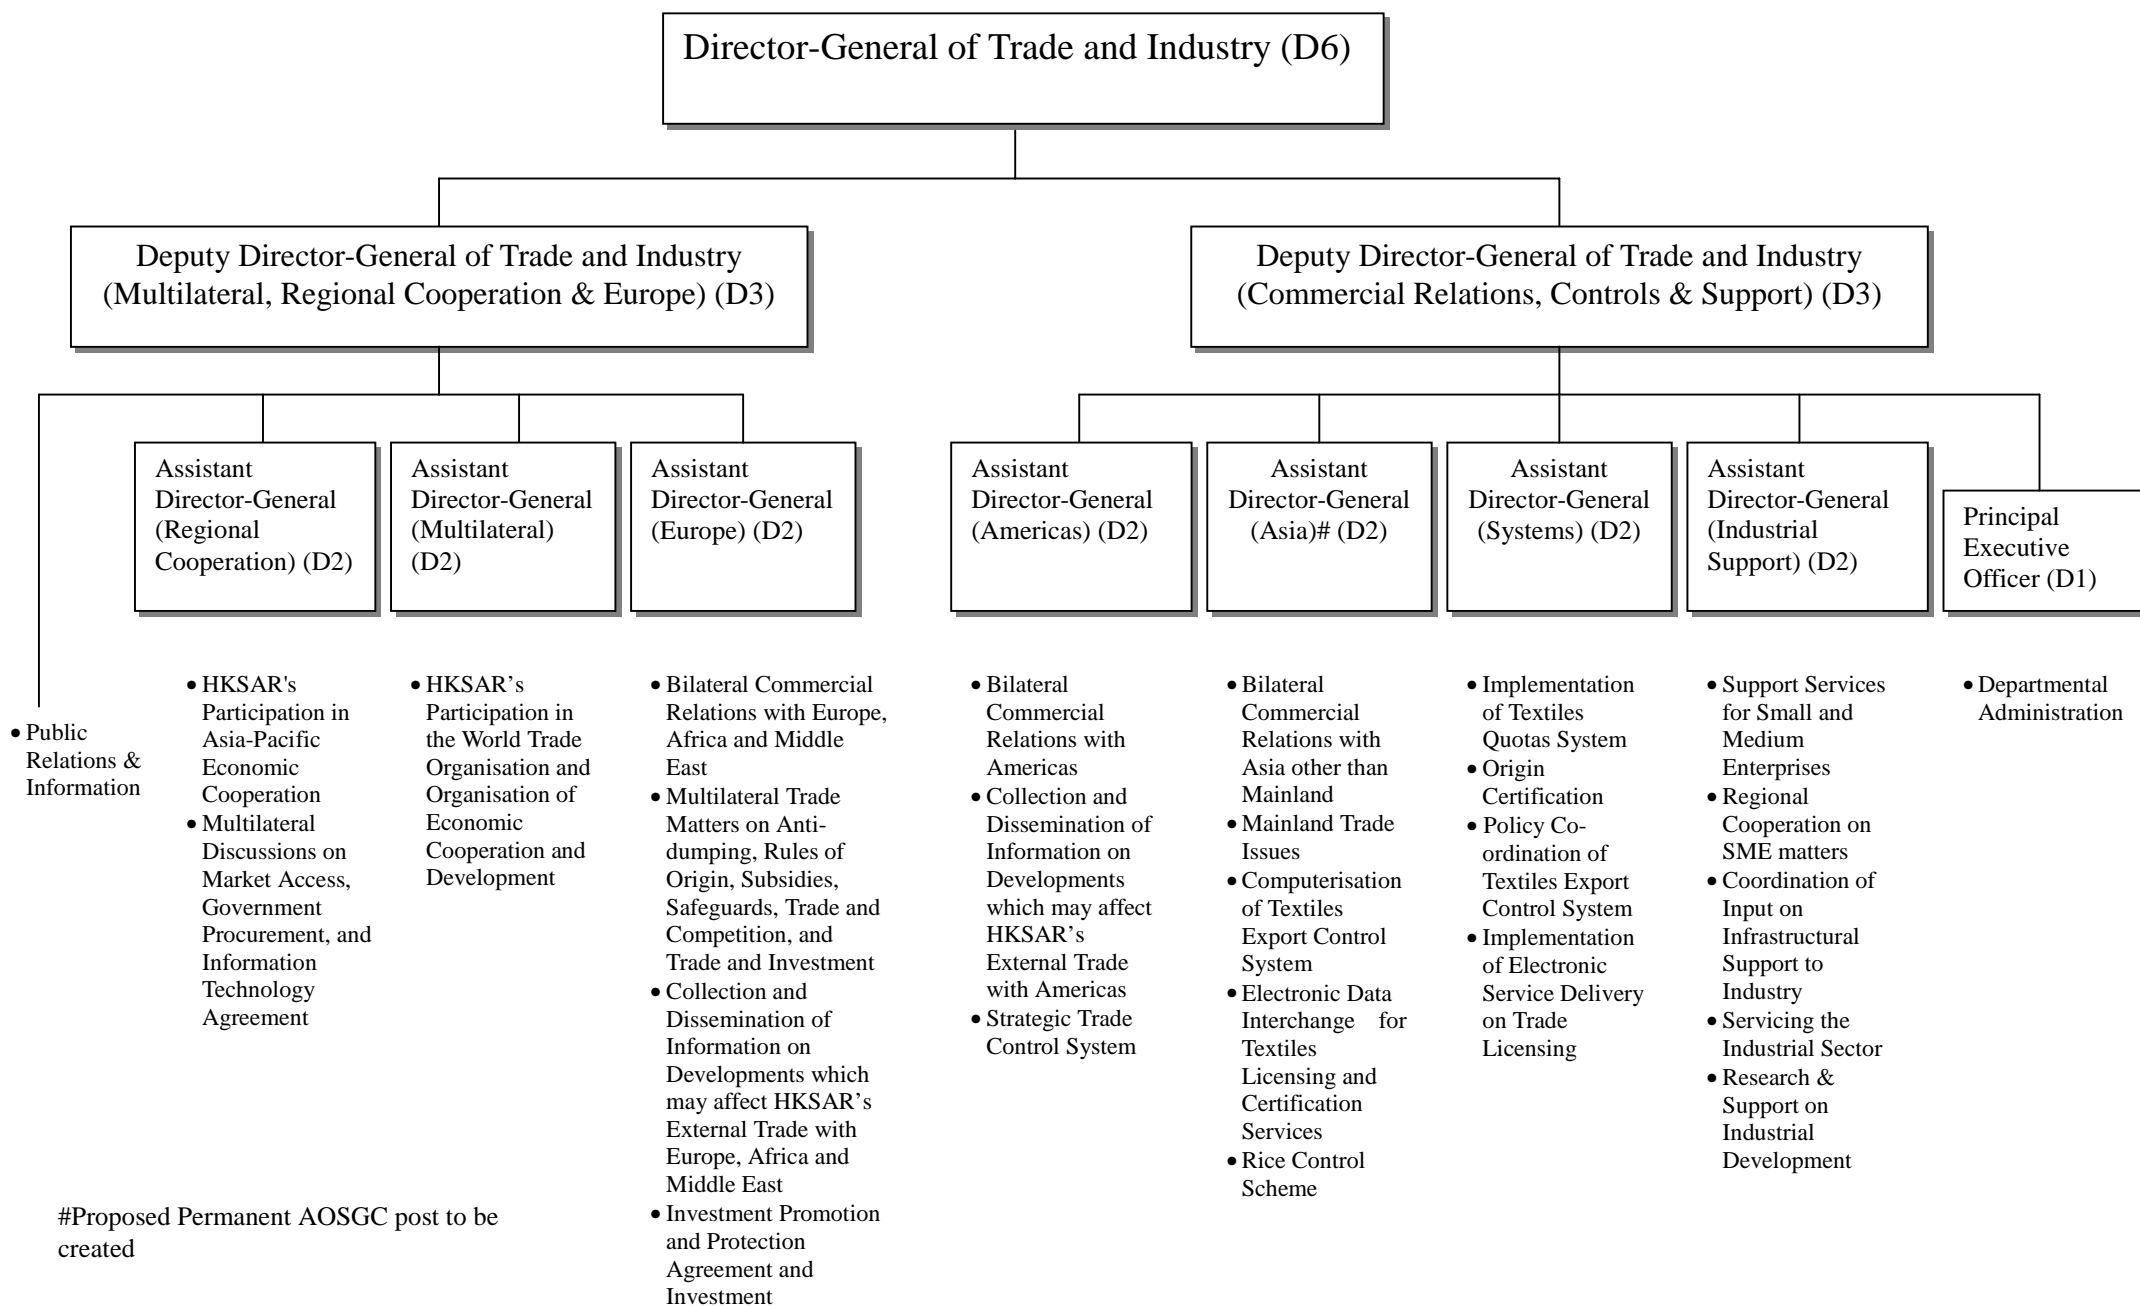 Director-General of Trade and Industry (D6)
Deputy Director-General of Trade and Industry
(Multilateral, Regional Cooperation & Europe) (D3)
Deputy Director-General of Trade and Industry
(Commercial Relations, Controls & Support) (D3)
Assistant
Director-General
(Regional
Cooperation) (D2)
Assistant
Director-General
(Multilateral)
(D2)
Assistant
Director-General
(Europe) (D2)
Assistant
Director-General
(Americas) (D2)
Assistant
Director-General
(Asia)# (D2)
Assistant
Director-General
(Systems) (D2)
Assistant
Director-General
(Industrial
Support) (D2)
Principal
Executive
Officer (D1)
• Public
Relations &
Information
• HKSAR's
Participation in
Asia-Pacific
Economic
Cooperation
• Multilateral
Discussions on
Market Access,
Government
Procurement, and
Information
Technology
Agreement
• HKSAR’s
Participation in
the World Trade
Organisation and
Organisation of
Economic
Cooperation and
Development
• Bilateral Commercial
Relations with Europe,
Africa and Middle
East
• Multilateral Trade
Matters on Anti-
dumping, Rules of
Origin, Subsidies,
Safeguards, Trade and
Competition, and
Trade and Investment
• Collection and
Dissemination of
Information on
Developments which
may affect HKSAR’s
External Trade with
Europe, Africa and
Middle East
• Investment Promotion
and Protection
Agreement and
Investment
• Bilateral
Commercial
Relations with
Americas
• Collection and
Dissemination of
Information on
Developments
which may affect
HKSAR’s
External Trade
with Americas
• Strategic Trade
Control System
• Bilateral
Commercial
Relations with
Asia other than
Mainland
• Mainland Trade
Issues
• Computerisation
of Textiles
Export Control
System
• Electronic Data
Interchange for
Textiles
Licensing and
Certification
Services
• Rice Control
Scheme
• Implementation
of Textiles
Quotas System
• Origin
Certification
• Policy Co-
ordination of
Textiles Export
Control System
• Implementation
of Electronic
Service Delivery
on Trade
Licensing
• Support Services
for Small and
Medium
Enterprises
• Regional
Cooperation on
SME matters
• Coordination of
Input on
Infrastructural
Support to
Industry
• Servicing the
Industrial Sector
• Research &
Support on
Industrial
Development
• Departmental
Administration
#Proposed Permanent AOSGC post to be
created